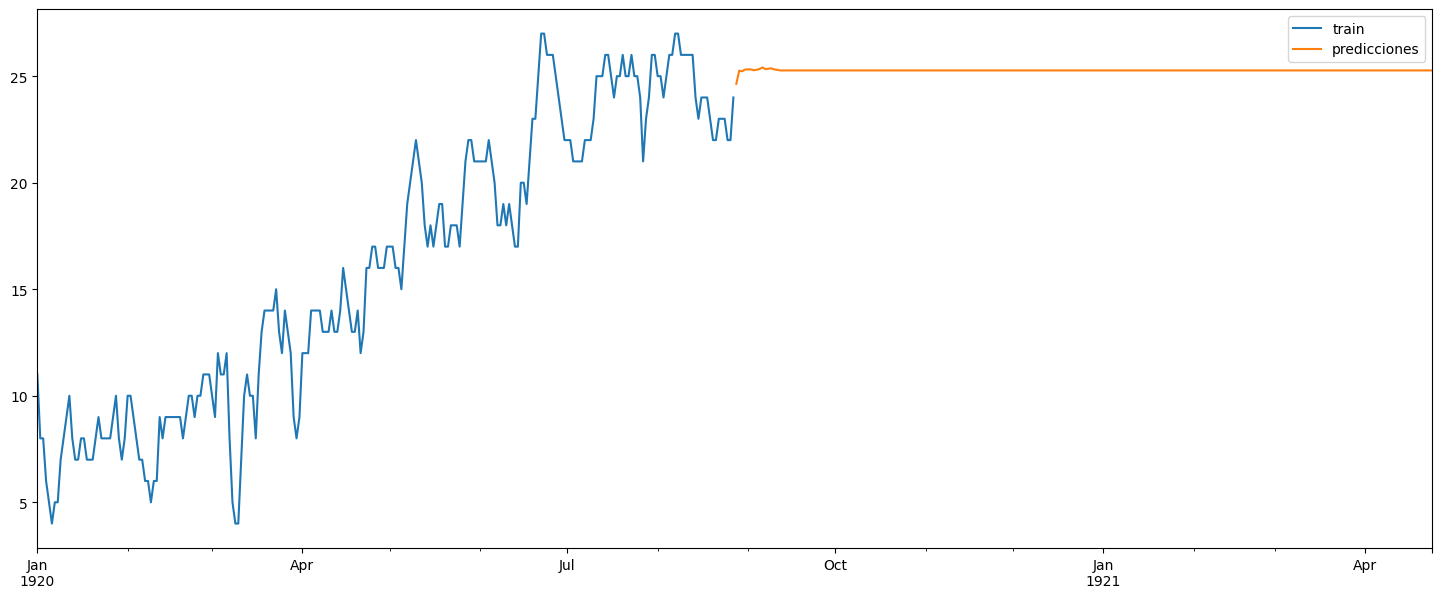 train
predicciones
25
20
15
10
5
Jan
1920
Apr
Jul
Oct
Jan
1921
Apr